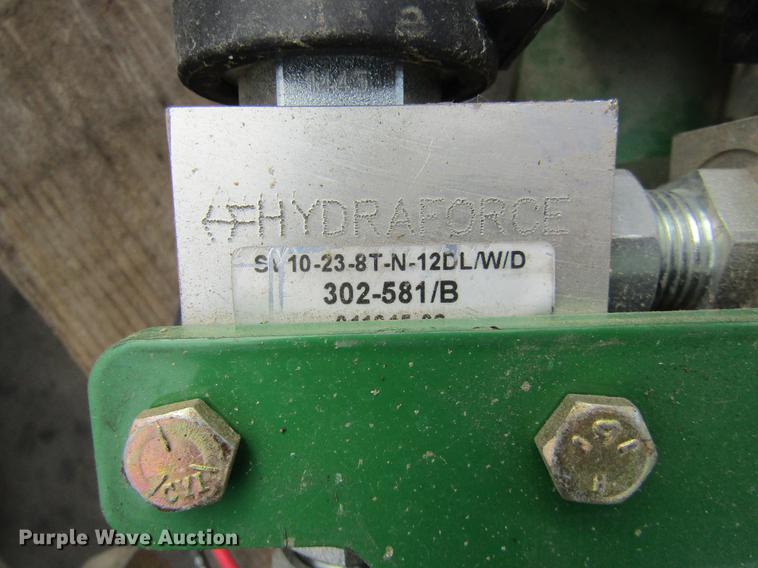 HYDRAFORCE
10-23-8T-N-12DL/W/D
302-581/B
Purple Wave Auction